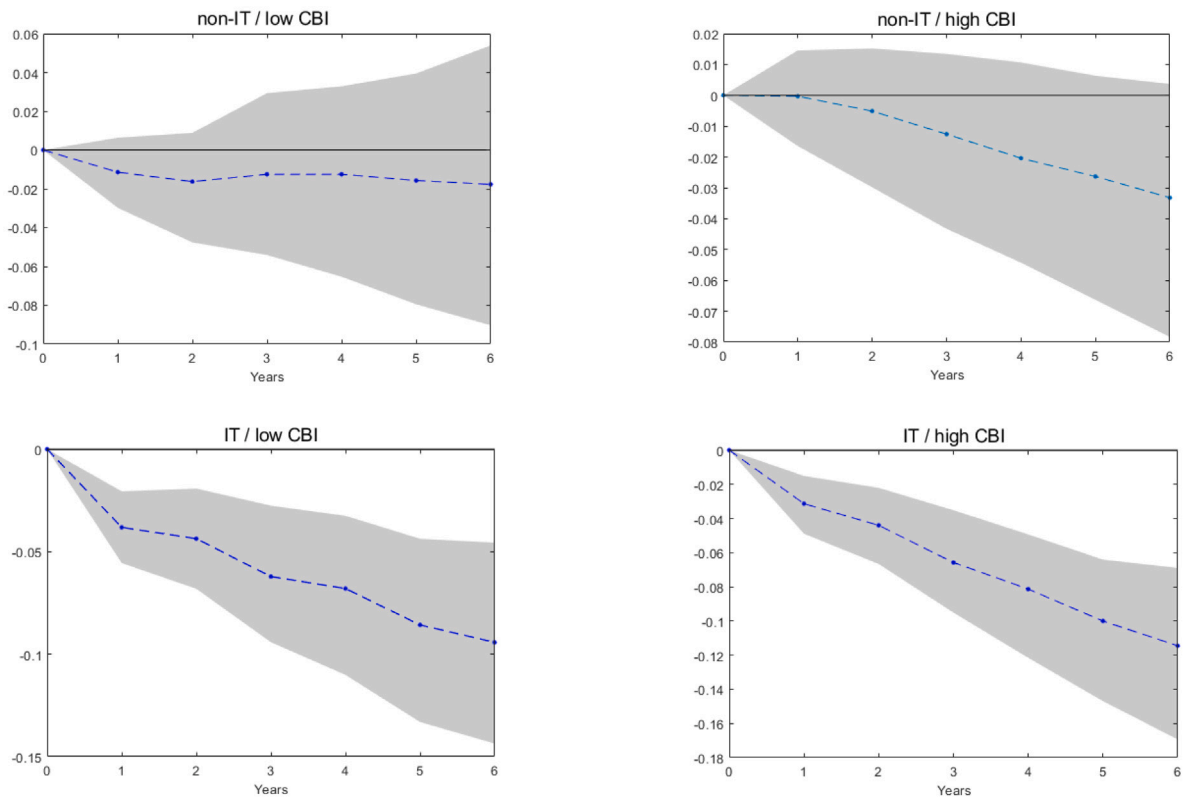 non-IT / low CBI
0.06
0.04
0.02
0
-0.02
-0.04
-0.06
-0.08
-0.1
0 1 2 3 4 5 6
Years
non-IT / high CBI
0.02
0.01
0
-0.01
-0.02
-0.03
-0.04
-0.05
-0.06
-0.07
-0.08
0 1 2 3 4 5 6
Years
IT / low CBI
0
-0.05
-0.1
-0.15
0 1 2 3 4 5 6
Years
IT / high CBI
0
-0.02
-0.04
-0.06
-0.08
-0.1
-0.12
-0.14
-0.16
-0.18
0 1 2 3 4 5 6
Years